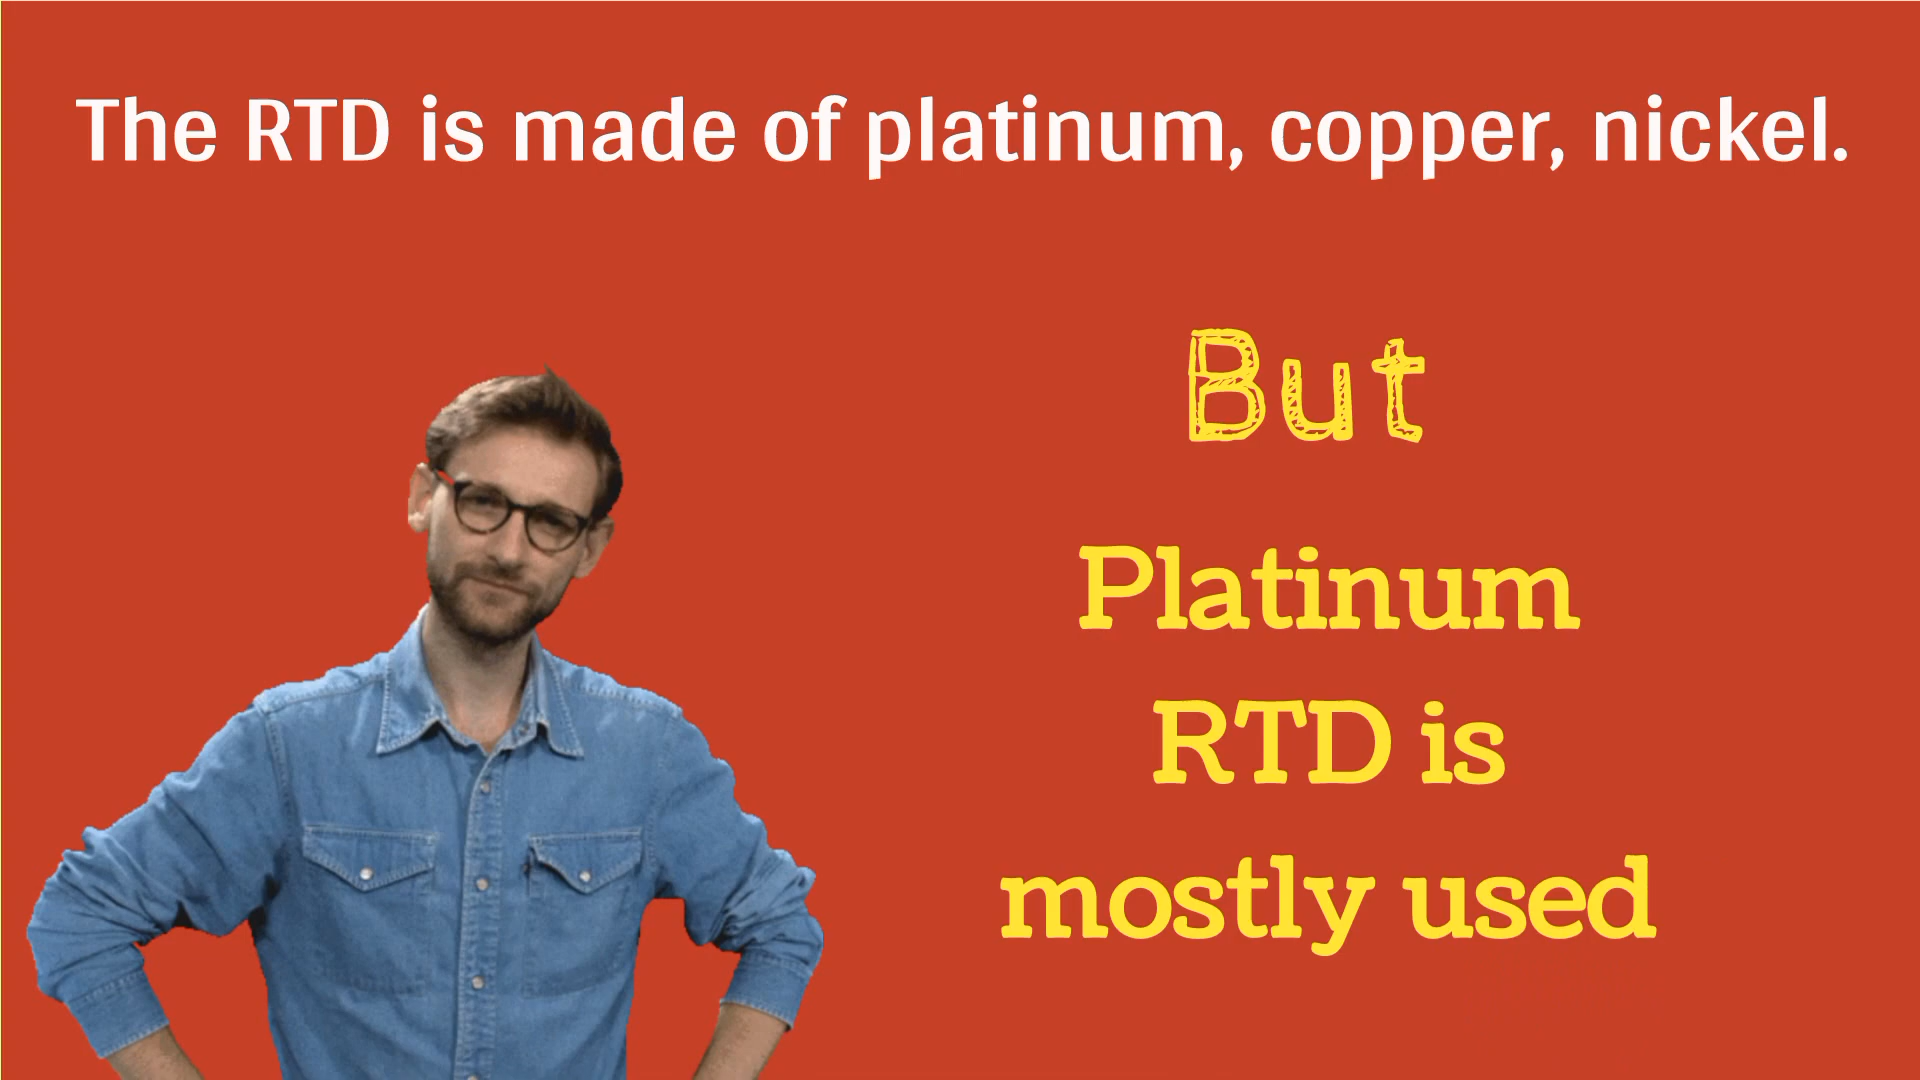 The RTD is made of platinum, copper, nickel.
But
Platinum
RTD is
mostly used